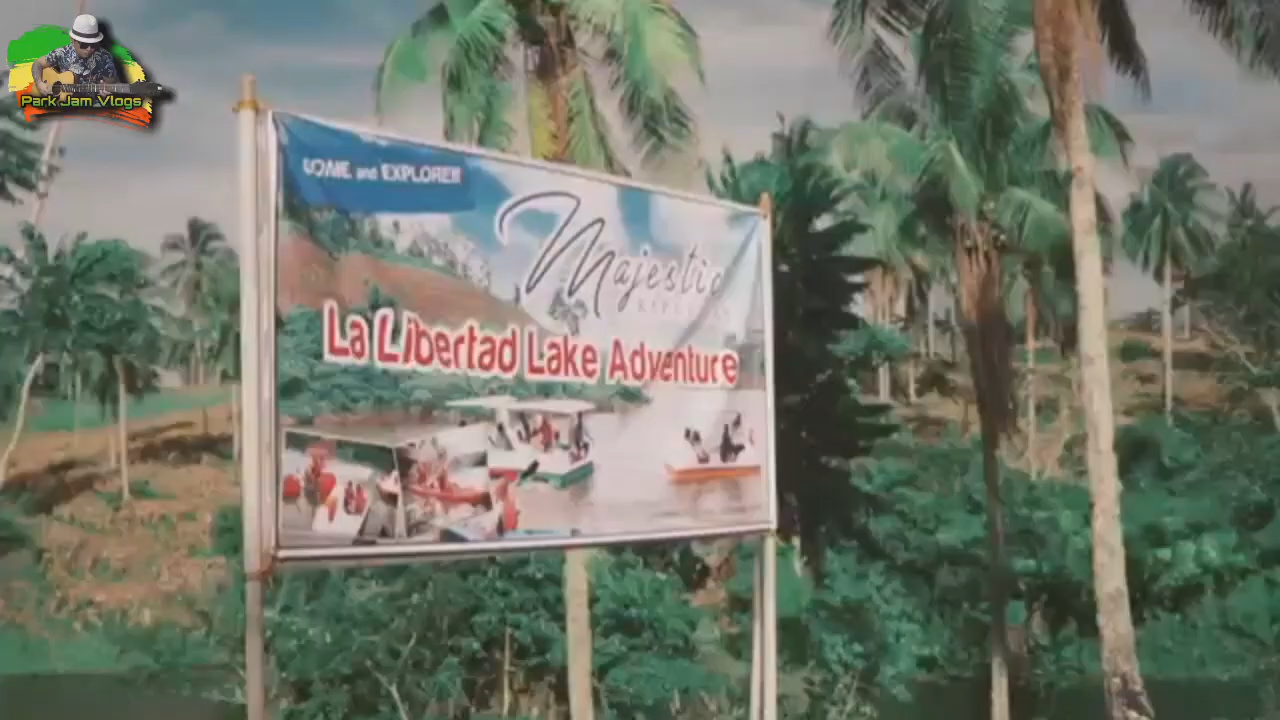 Park Jam Vlogs
COME and EXPLORE!!
Majestic
La Libertad Lake Adventure